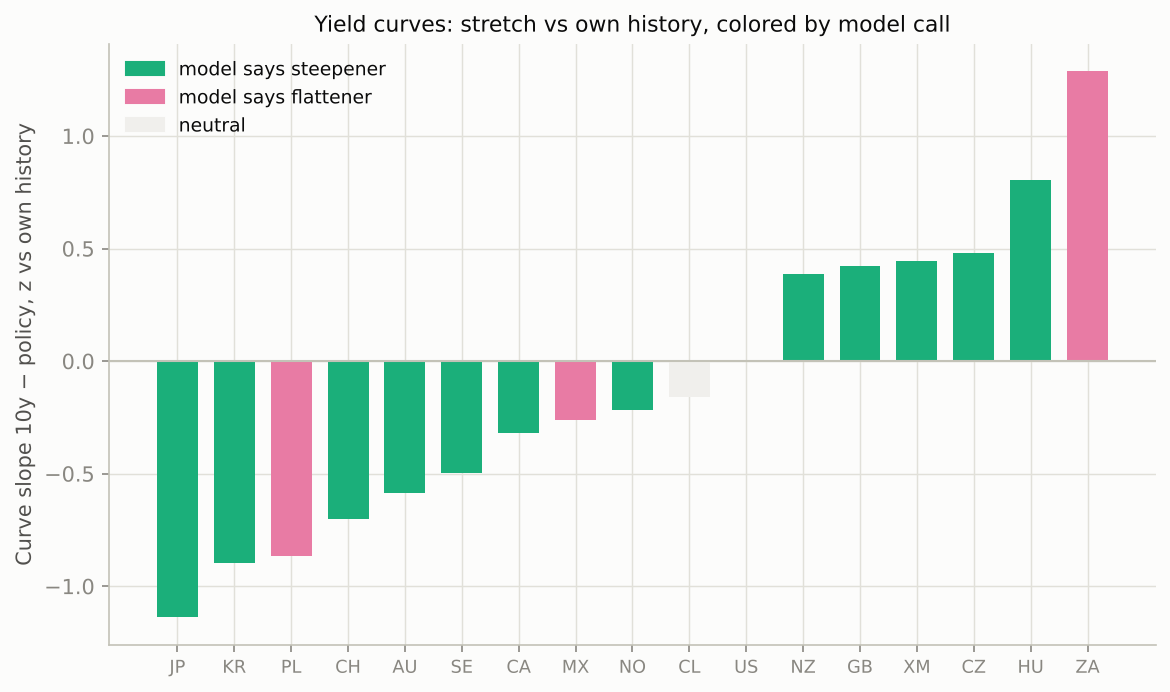 Yield curves: stretch vs own history, colored by model call
model says steepener
model says flattener
neutral
Curve slope 10y − policy, z vs own history
1.0
0.5
0.0
−0.5
−1.0
JP KR PL CH AU SE CA MX NO CL US NZ GB XM CZ HU ZA